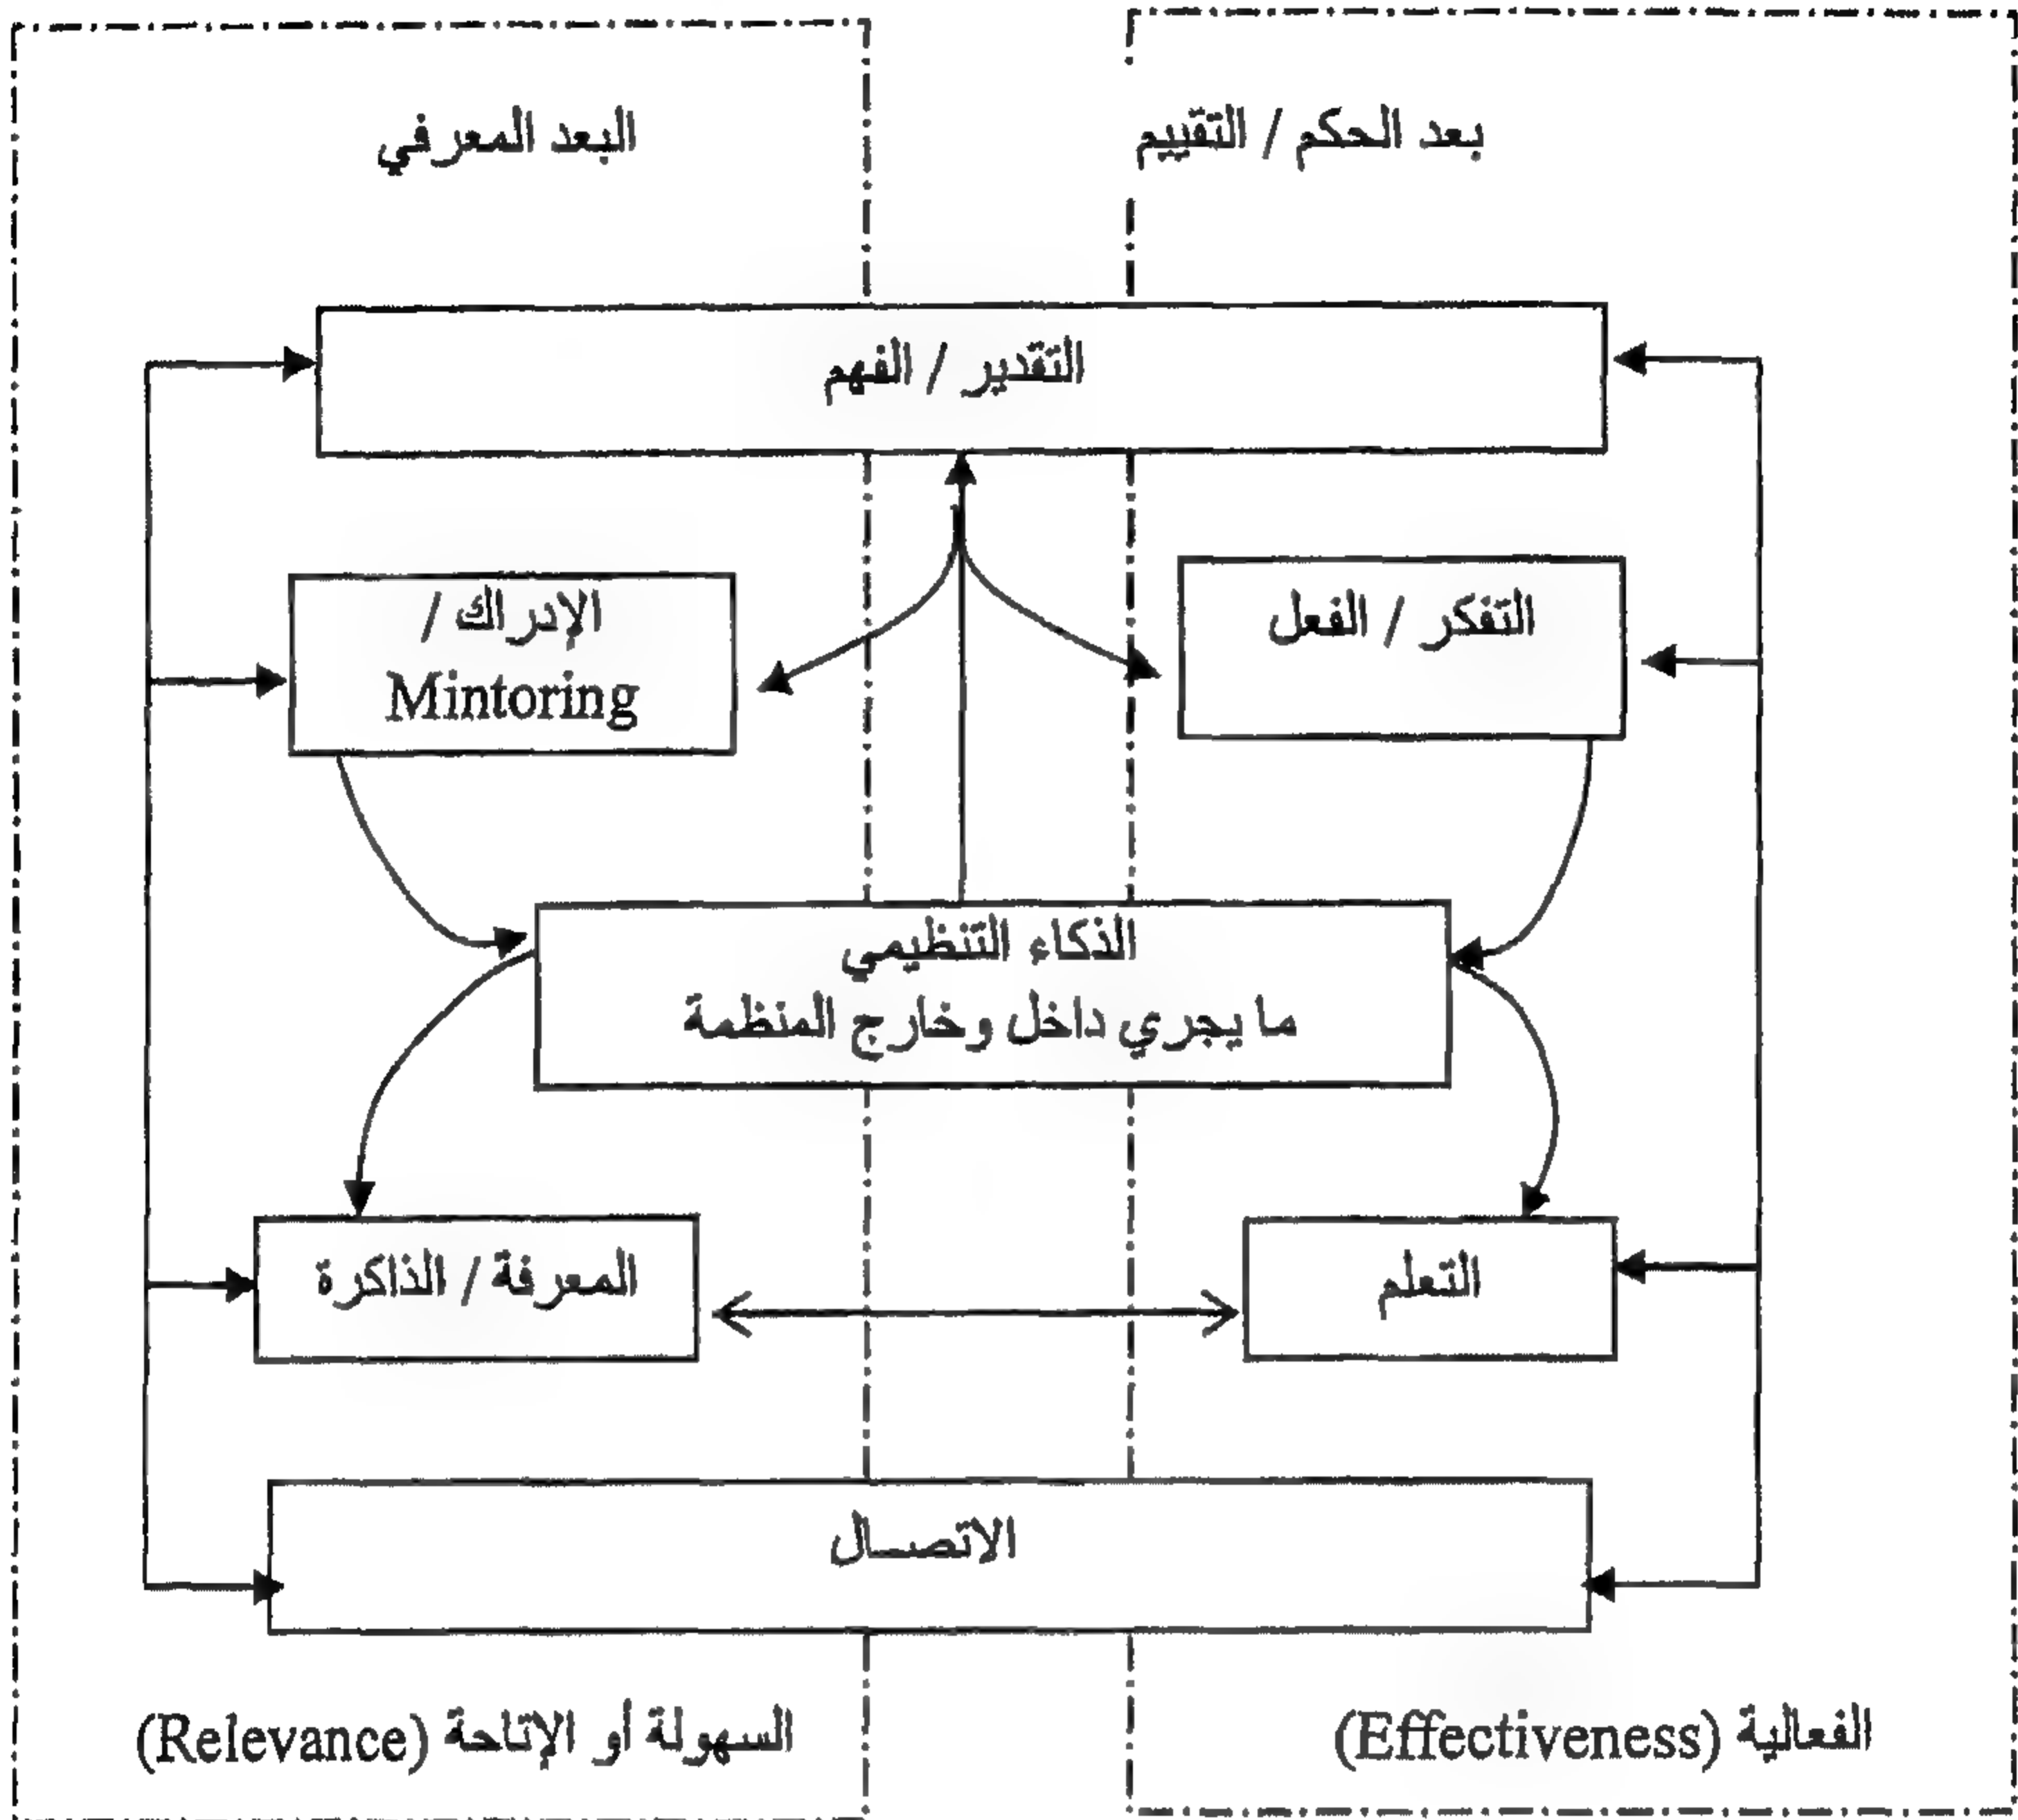 بعد الحكم / التقييم
البعد المعرفي
التقدير / الفهم
التفكر / الفعل
الإدراك /
Mintoring
الذكاء التنظيمي
ما يجري داخل وخارج المنظمة
التعلم
المعرفة / الذاكرة
الاتصال
الفعالية (Effectiveness)
السهولة أو الإتاحة (Relevance)